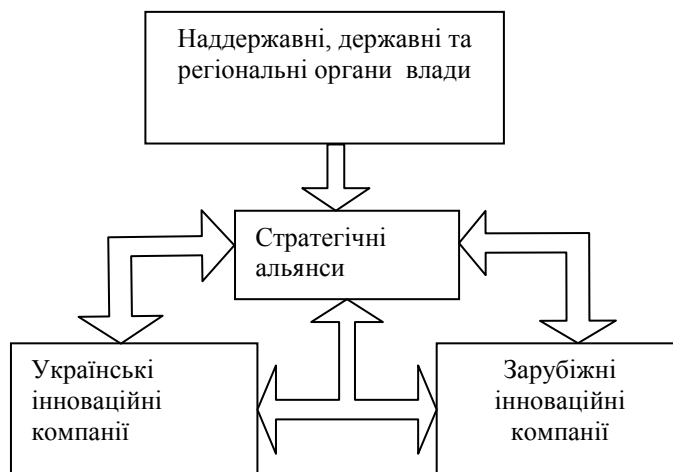 Наддержавні, державні та
регіональні органи влади
Стратегічні
альянси
Українські
інноваційні
компанії
Зарубіжні
інноваційні
компанії